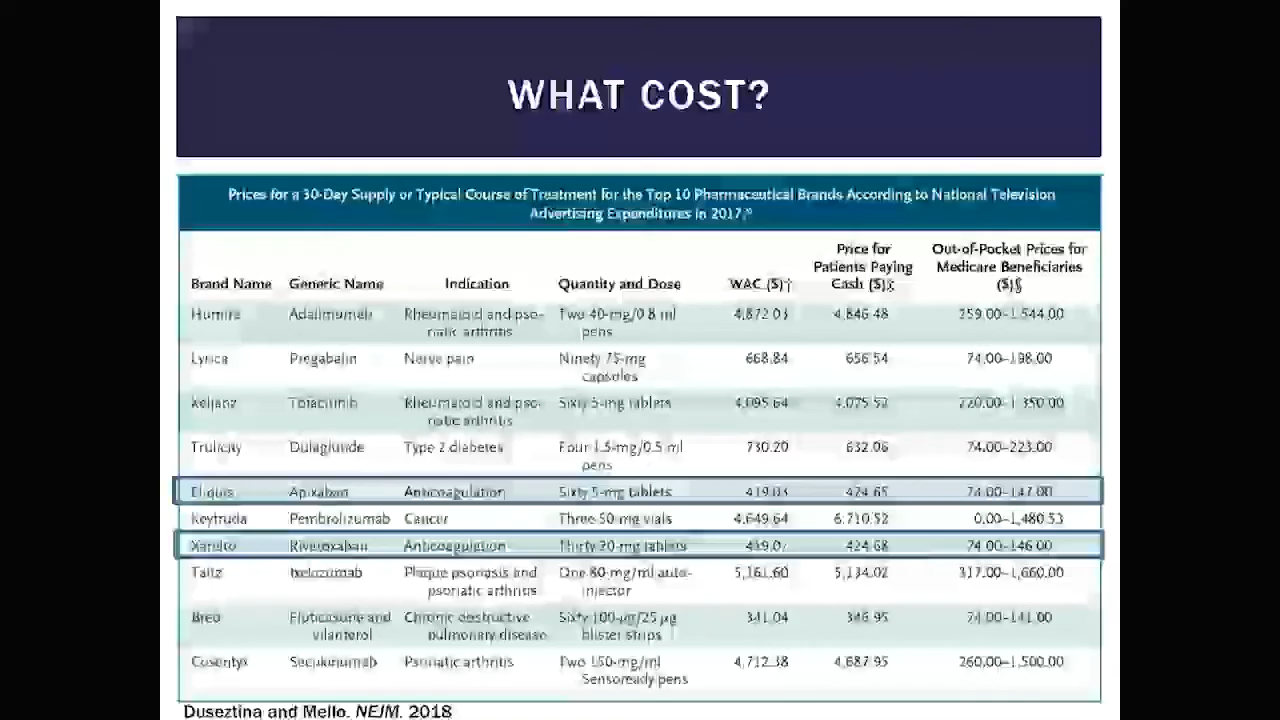 WHAT COST?
Prices for a 30-Day Supply or Typical Course of Treatment for the Top 10 Pharmaceutical Brands According to National Television
Advertising Expenditures in 2017.*
Brand Name Generic Name Indication Quantity and Dose WAC ($)† Price for Patients Paying Cash ($)‡ Out-of-Pocket Prices for Medicare Beneficiaries ($)§
Humira Adalimumab Rheumatoid and pso- Two 40-mg/0.8 ml 4,872.03 4,846.48 259.00–1,544.00
riatic arthritis pens
Lyrica Pregabalin Nerve pain Ninety 75-mg 668.84 656.54 74.00–198.00
capsules
Xeljanz Tofacitinib Rheumatoid and pso- Sixty 5-mg tablets 4,095.64 4,075.52 220.00–1,350.00
riatic arthritis
Trulicity Dulaglutide Type 2 diabetes Four 1.5-mg/0.5 ml 730.20 632.06 74.00–223.00
pens
Eliquis Apixaban Anticoagulation Sixty 5-mg tablets 424.65 74.00–147.00
Keytruda Pembrolizumab Cancer Three 50-mg vials 4,649.64 6,710.52 0.00–1,480.53
Xarelto Rivaroxaban Anticoagulation Thirty 20-mg tablets 424.68 74.00–146.00
Taltz Ixekizumab Plaque psoriasis and One 80-mg/ml auto- 5,161.60 5,134.02 317.00–1,660.00
psoriatic arthritis injector
Breo Fluticasone and Chronic obstructive Sixty 100-μg/25 μg 341.04 346.95 74.00–141.00
vilanterol pulmonary disease blister strips
Cosentyx Secukinumab Psoriatic arthritis Two 150-mg/ml 4,712.38 4,687.95 260.00–1,500.00
Sensoready pens
Duseztina and Mello. NEJM. 2018